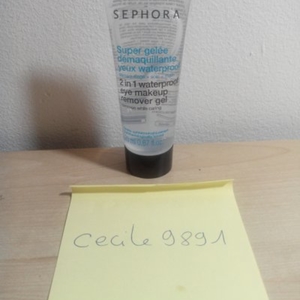 SEPHORA
Super gelée
démaquillante
yeux waterproof
2 in 1 waterproof
eye makeup
remover gel
cecile9891